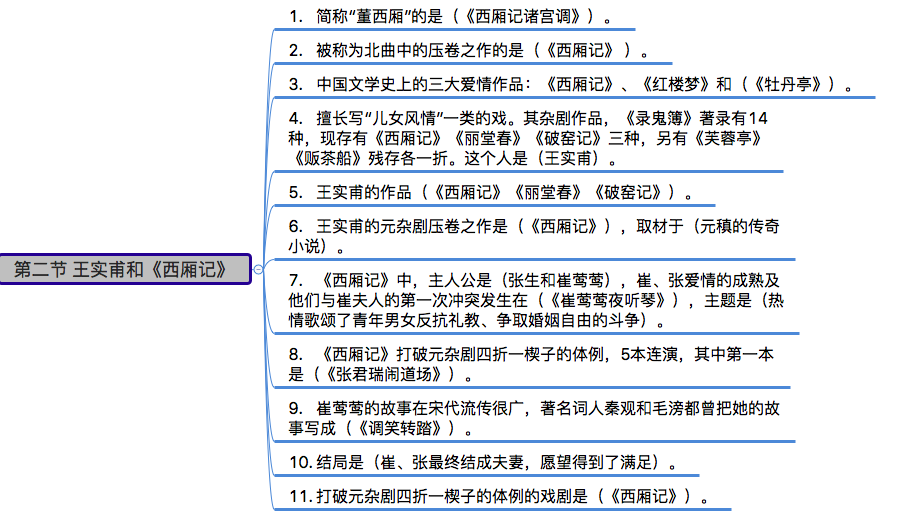 第二节 王实甫和《西厢记》
1. 简称“董西厢”的是（《西厢记诸宫调》）。
2. 被称为北曲中的压卷之作的是（《西厢记》 ）。
3. 中国文学史上的三大爱情作品：《西厢记》、《红楼梦》和（《牡丹亭》）。
4. 擅长写“儿女风情”一类的戏。其杂剧作品，《录鬼簿》著录有14
种，现存有《西厢记》《丽堂春》《破窑记》三种，另有《芙蓉亭》
《贩茶船》残存各一折。这个人是（王实甫）。
5. 王实甫的作品（《西厢记》《丽堂春》《破窑记》）。
6. 王实甫的元杂剧压卷之作是（《西厢记》），取材于（元稹的传奇
小说）。
7. 《西厢记》中，主人公是（张生和崔莺莺），崔、张爱情的成熟及
他们与崔夫人的第一次冲突发生在（《崔莺莺夜听琴》），主题是（热
情歌颂了青年男女反抗礼教、争取婚姻自由的斗争）。
8. 《西厢记》打破元杂剧四折一楔子的体例，5本连演，其中第一本
是（《张君瑞闹道场》）。
9. 崔莺莺的故事在宋代流传很广，著名词人秦观和毛滂都曾把她的故
事写成（《调笑转踏》）。
10. 结局是（崔、张最终结成夫妻，愿望得到了满足）。
11. 打破元杂剧四折一楔子的体例的戏剧是（《西厢记》）。